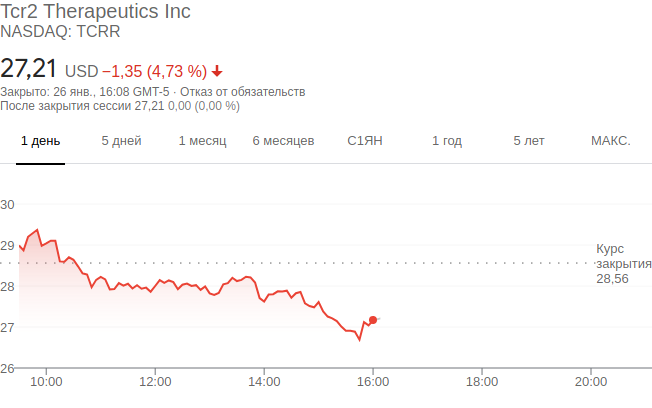 Tcr2 Therapeutics Inc
NASDAQ: TCRR
27,21 USD −1,35 (4,73 %)
Закрыто: 26 янв., 16:08 GMT-5 · Отказ от обязательств
После закрытия сессии 27,21 0,00 (0,00 %)
1 день 5 дней 1 месяц 6 месяцев С1ЯН 1 год 5 лет МАКС.
30
29
Курс
закрытия
28,56
28
27
26
10:00 12:00 14:00 16:00 18:00 20:00